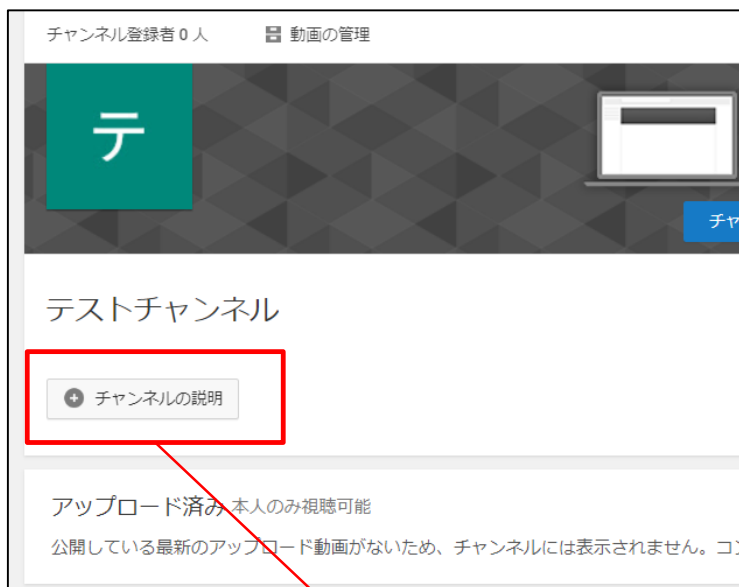 チャンネル登録者 0 人 動画の管理
テ
チャ
テストチャンネル
チャンネルの説明
アップロード済み 本人のみ視聴可能
公開している最新のアップロード動画がないため、チャンネルには表示されません。コン